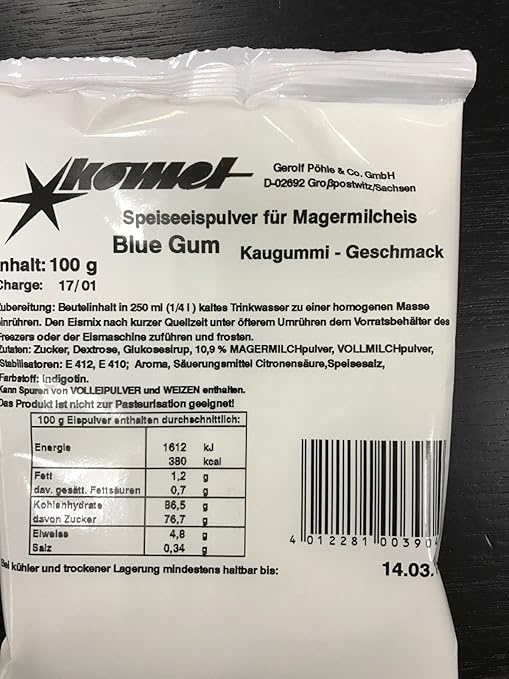 komet
Gerolf Pöhle & Co. GmbH
D-02692 Großpostwitz/Sachsen
Speiseeispulver für Magermilcheis
Blue Gum Kaugummi - Geschmack
nhalt: 100 g
Charge: 17/01
ubereitung: Beutelinhalt in 250 ml (1/4 l ) kaltes Trinkwasser zu einer homogenen Masse
inrühren. Den Eismix nach kurzer Quellzeit unter öfterem Umrühren dem Vorratsbehälter des
Freezers oder der Eismaschine zuführen und frosten.
Zutaten: Zucker, Dextrose, Glukosesirup, 10,9 % MAGERMILCHpulver, VOLLMILCHpulver,
Stabilisatoren: E 412, E 410; Aroma, Säuerungsmittel Citronensäure,Speisesalz,
Farbstoff: Indigotin.
Kann Spuren von VOLLEIPULVER und WEIZEN enthalten.
Das Produkt ist nicht zur Pasteurisation geeignet!
100 g Eispulver enthalten durchschnittlich:
Energie 1612 kJ
380 kcal
Fett 1,2 g
dav. gesätt. Fettsäuren 0,7 g
Kohlenhydrate 86,5 g
davon Zucker 76,7 g
Eiweiss 4,8 g
Salz 0,34 g
4 012281 00390
Bei kühler und trockener Lagerung mindestens haltbar bis: 14.03.